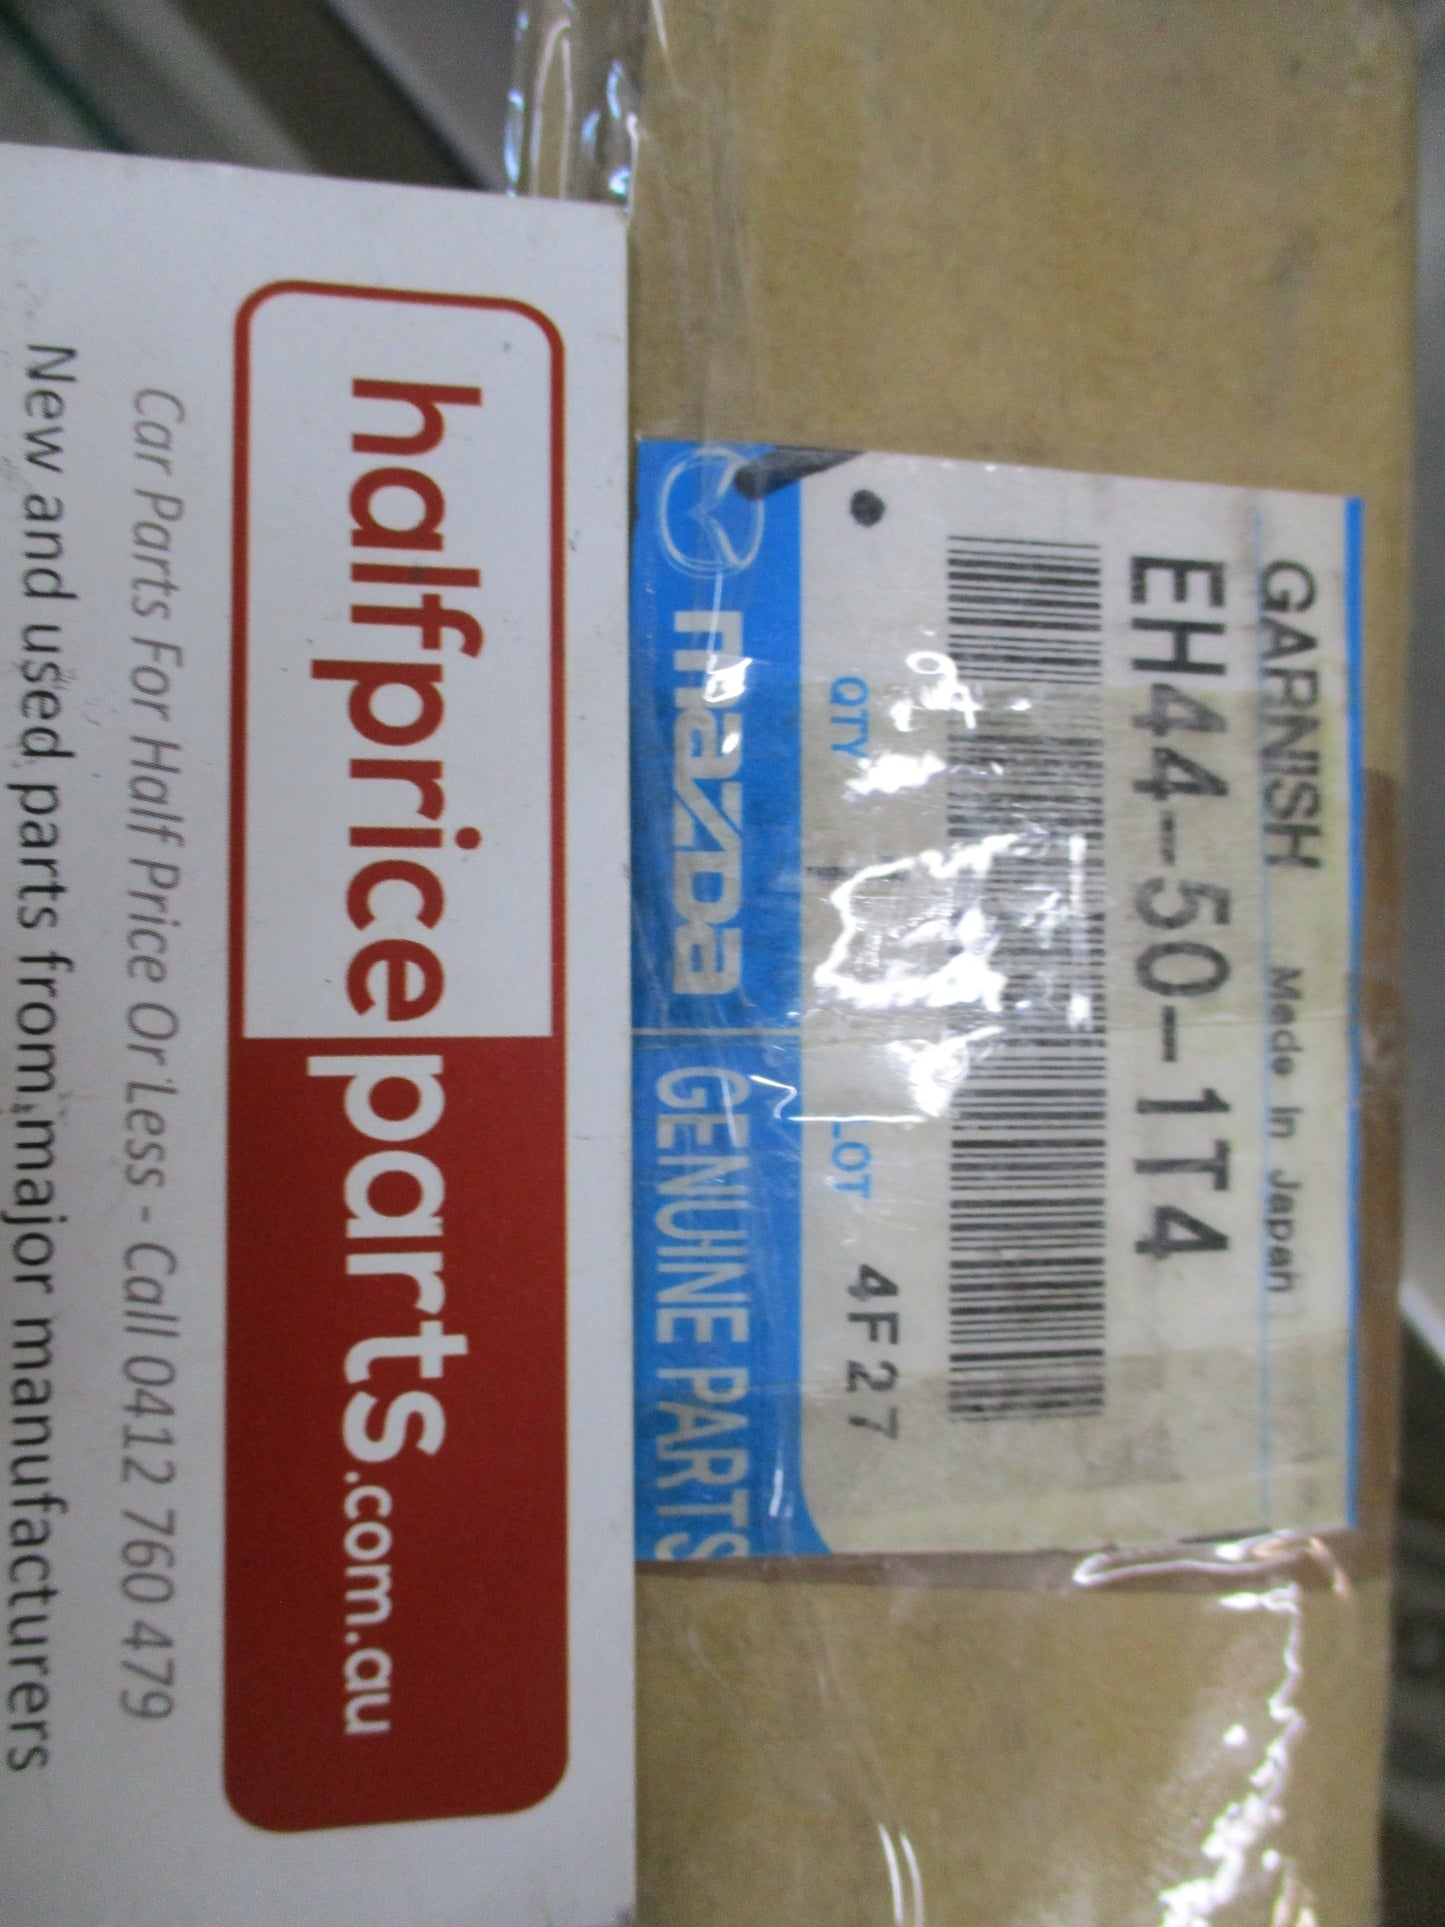 GARNISH Made In Japan
EH44-50-1T4
QTY LOT 4F27
mazda GENUINE PARTS
halfpriceparts.com.au
Car Parts For Half Price Or Less - Call 0412 760 479
New and used parts from major manufacturers